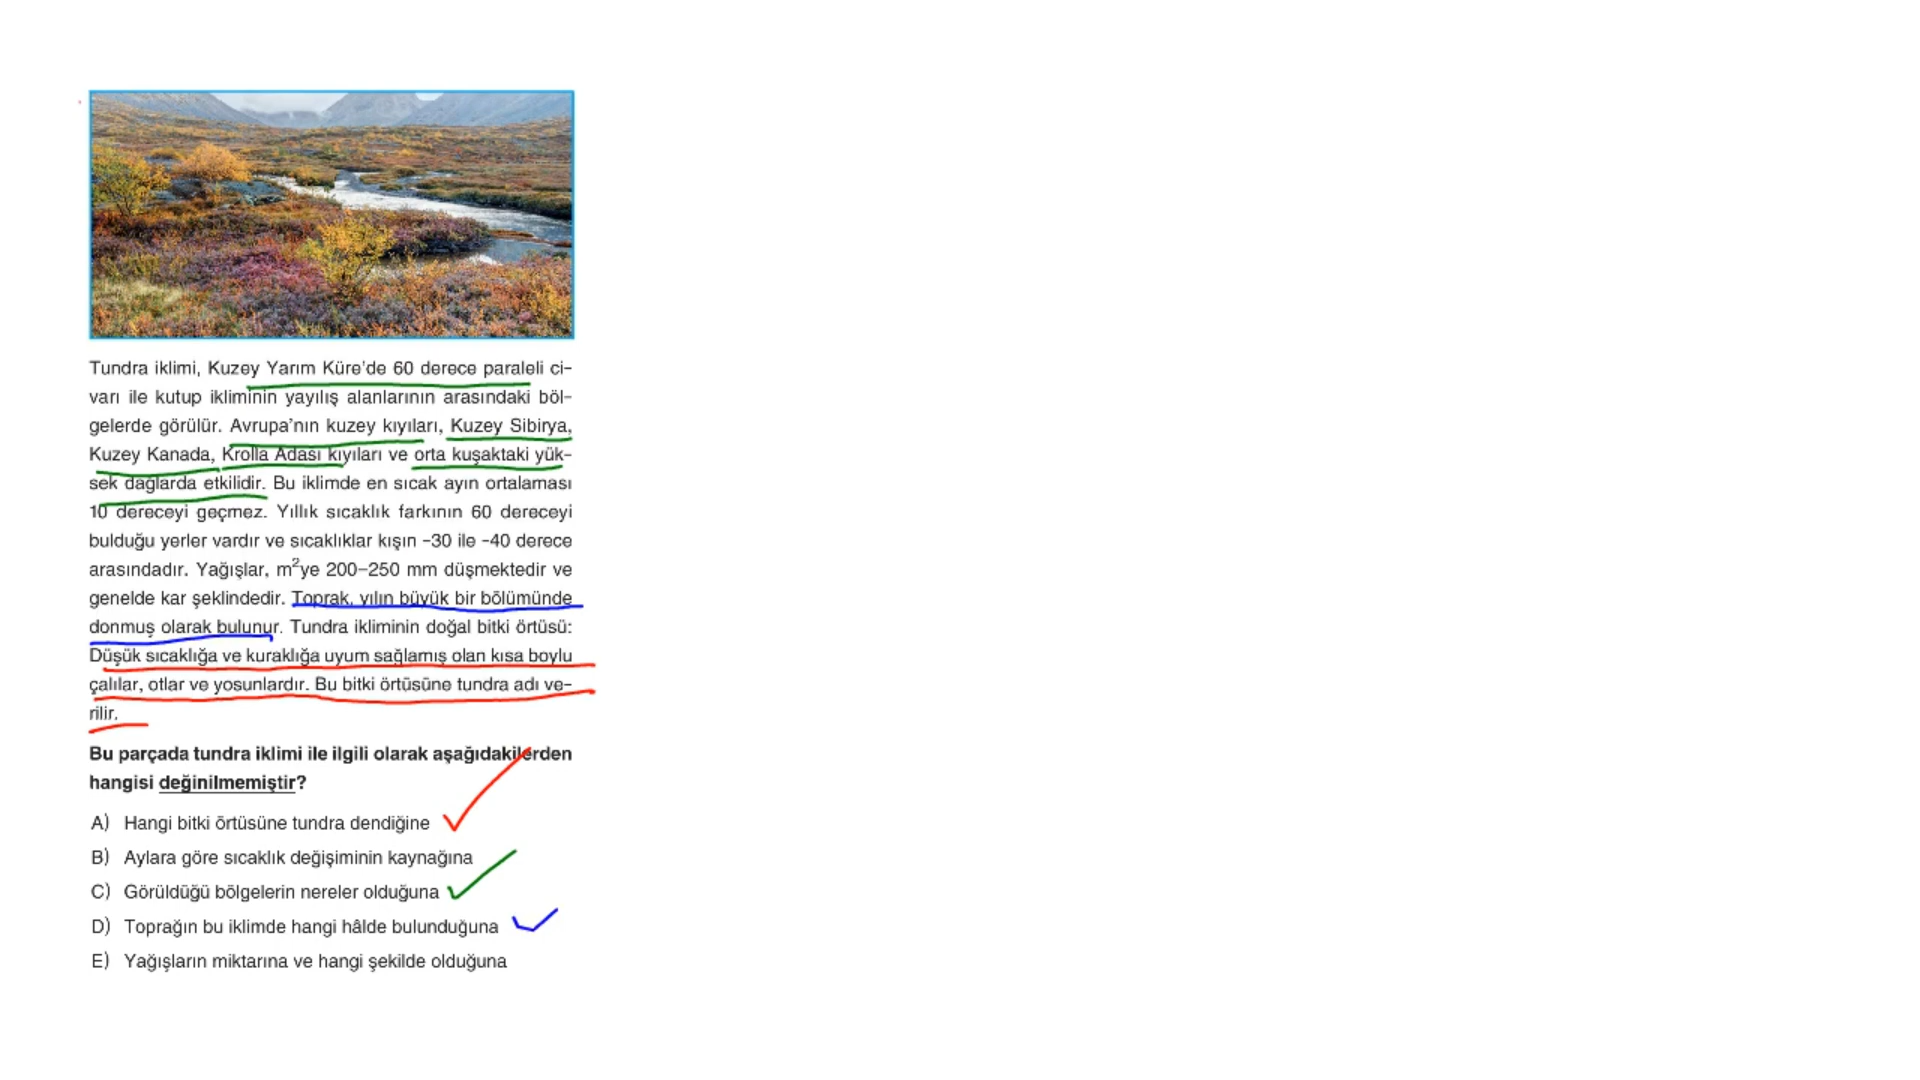 Tundra iklimi, Kuzey Yarım Küre'de 60 derece paraleli ci-
varı ile kutup ikliminin yayılış alanlarının arasındaki böl-
gelerde görülür. Avrupa'nın kuzey kıyıları, Kuzey Sibirya,
Kuzey Kanada, Krolla Adası kıyıları ve orta kuşaktaki yük-
sek dağlarda etkilidir. Bu iklimde en sıcak ayın ortalaması
10 dereceyi geçmez. Yıllık sıcaklık farkının 60 dereceyi
bulduğu yerler vardır ve sıcaklıklar kışın -30 ile -40 derece
arasındadır. Yağışlar, m²ye 200-250 mm düşmektedir ve
genelde kar şeklindedir. Toprak, yılın büyük bir bölümünde
donmuş olarak bulunur. Tundra ikliminin doğal bitki örtüsü:
Düşük sıcaklığa ve kuraklığa uyum sağlamış olan kısa boylu
çalılar, otlar ve yosunlardır. Bu bitki örtüsüne tundra adı ve-
rilir.
Bu parçada tundra iklimi ile ilgili olarak aşağıdakilerden
hangisi değinilmemiştir?
A) Hangi bitki örtüsüne tundra dendiğine
B) Aylara göre sıcaklık değişiminin kaynağına
C) Görüldüğü bölgelerin nereler olduğuna
D) Toprağın bu iklimde hangi hâlde bulunduğuna
E) Yağışların miktarına ve hangi şekilde olduğuna